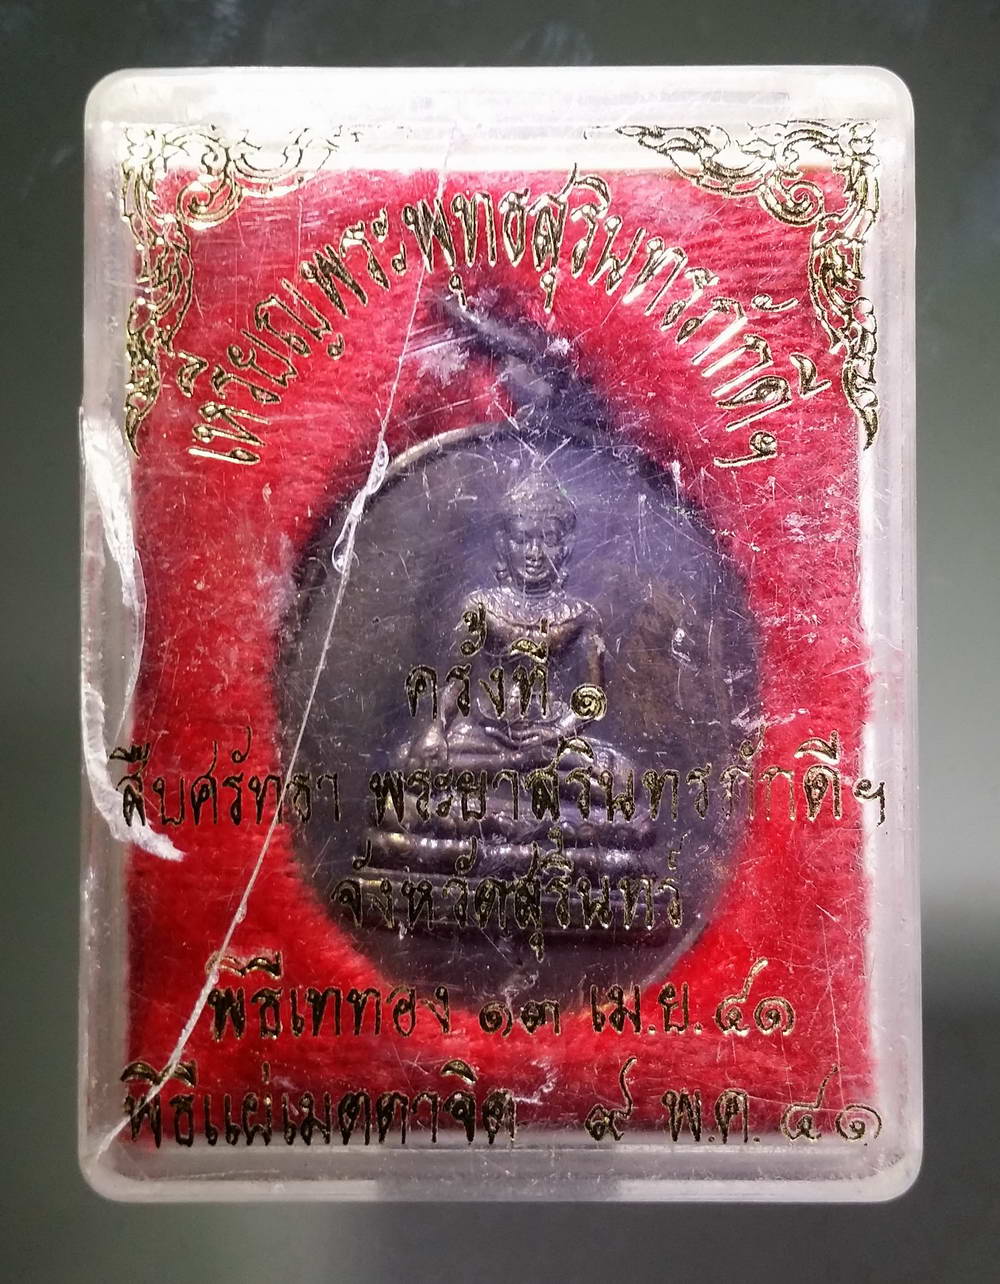 เหรียญพระพุทธสุรินทรภักดีฯ
ครั้งที่ ๑
สืบศรัทธา พระยาสุรินทรภักดีฯ
จังหวัดสุรินทร์
พิธีเททอง ๑๓ เม.ย. ๔๑
พิธีแผ่เมตตาจิต ๙ พ.ค. ๔๑